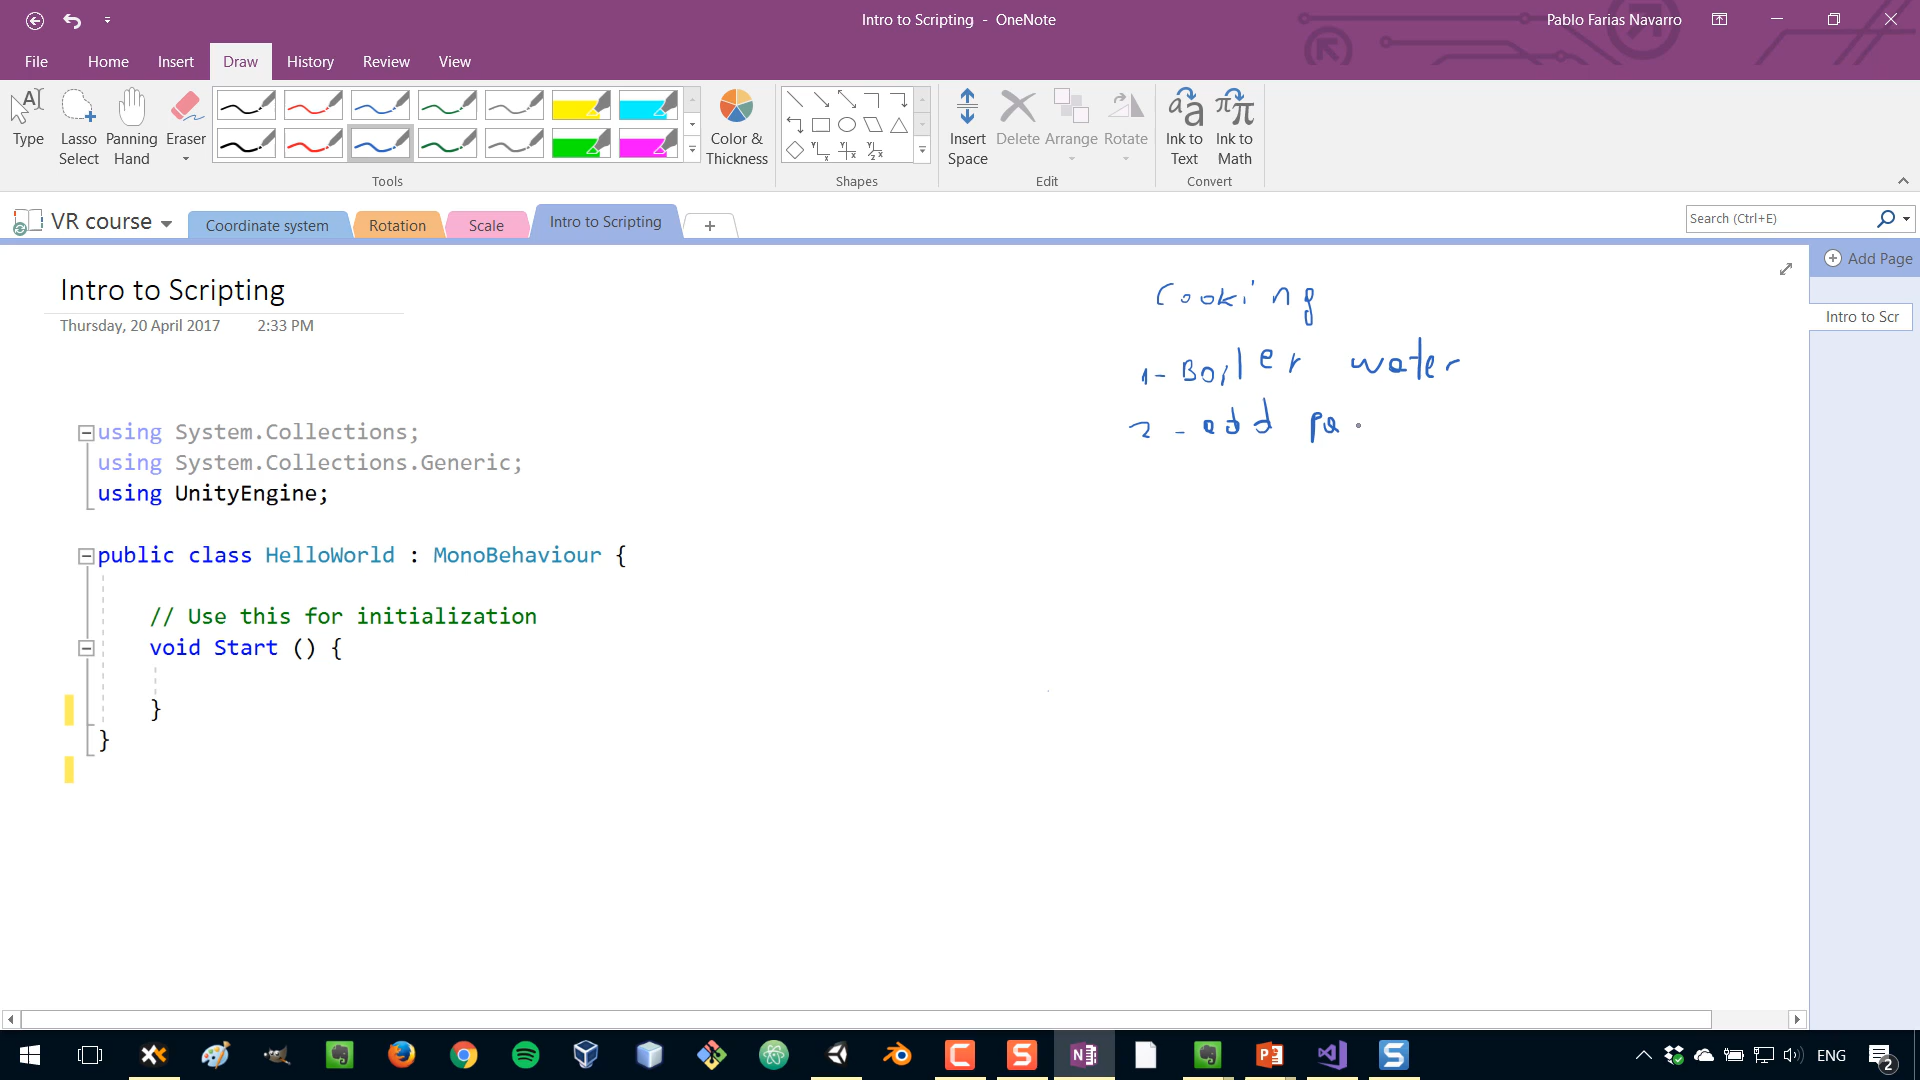 Intro to Scripting - OneNote
Pablo Farias Navarro
File Home Insert Draw History Review View
Type
Lasso Select
Panning Hand
Eraser
Color & Thickness
Insert Space
Delete
Arrange
Rotate
Ink to Text
Ink to Math
Tools
Shapes
Edit
Convert
VR course
Coordinate system
Rotation
Scale
Intro to Scripting
Search (Ctrl+E)
Add Page
Intro to Scr
Intro to Scripting
Thursday, 20 April 2017 2:33 PM
Cooking
1- Boiler water
2 - add pa
using System.Collections;
using System.Collections.Generic;
using UnityEngine;
public class HelloWorld : MonoBehaviour {
// Use this for initialization
void Start () {
}
}
ENG
2